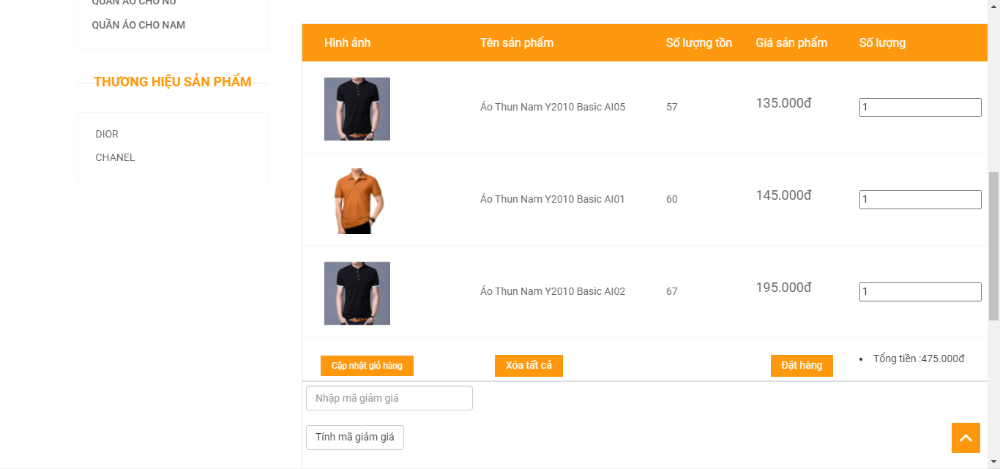 QUẦN ÁO CHO NỮ
QUẦN ÁO CHO NAM
THƯƠNG HIỆU SẢN PHẨM
DIOR
CHANEL
Hình ảnh Tên sản phẩm Số lượng tồn Giá sản phẩm Số lượng
Áo Thun Nam Y2010 Basic AI05 57 135.000đ 1
Áo Thun Nam Y2010 Basic AI01 60 145.000đ 1
Áo Thun Nam Y2010 Basic AI02 67 195.000đ 1
Cập nhật giỏ hàng Xóa tất cả Đặt hàng • Tổng tiền :475.000đ
Nhập mã giảm giá
Tính mã giảm giá